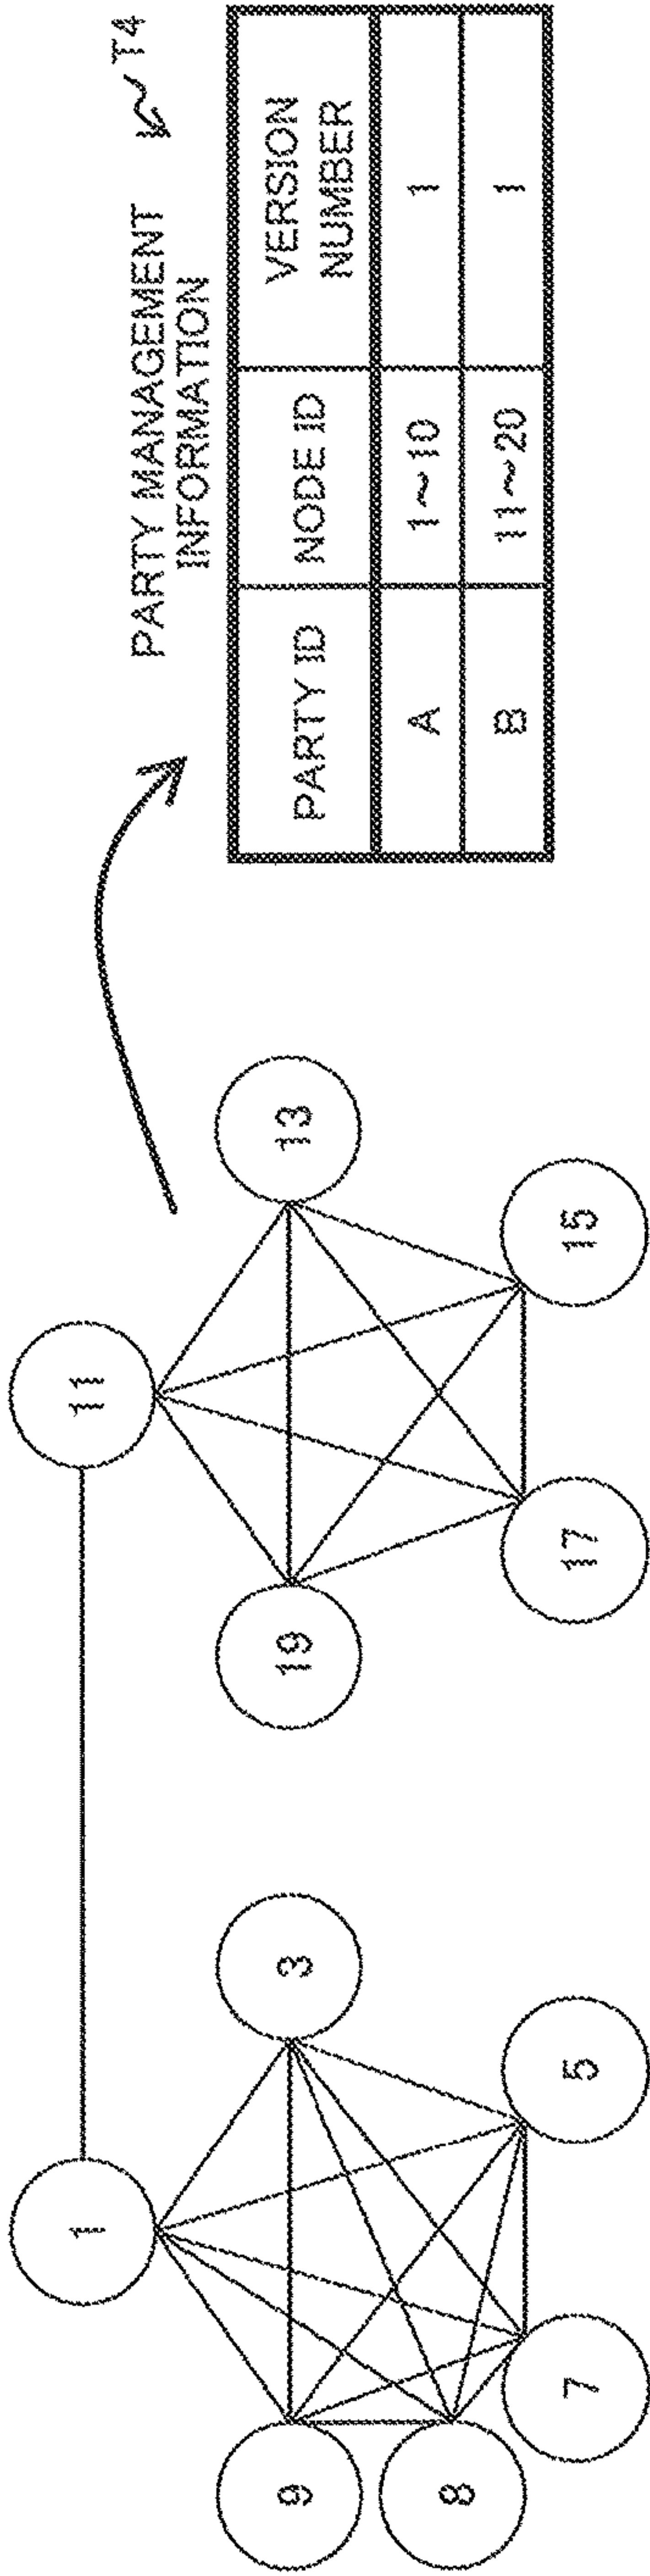 1
11
3
9
8
7
5
13
19
17
15
PARTY MANAGEMENT
INFORMATION
T4
PARTY ID NODE ID VERSION
NUMBER
A 1~10 1
B 11~20 1